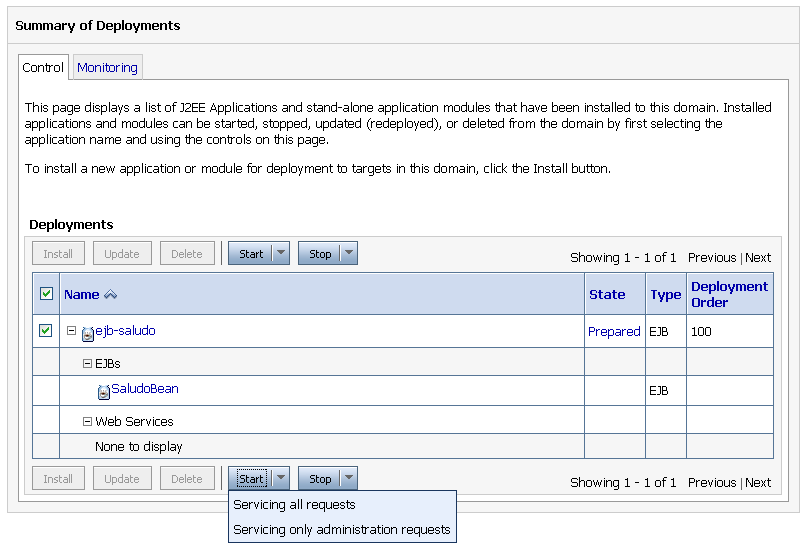 Summary of Deployments
Control Monitoring
This page displays a list of J2EE Applications and stand-alone application modules that have been installed to this domain. Installed
applications and modules can be started, stopped, updated (redeployed), or deleted from the domain by first selecting the
application name and using the controls on this page.
To install a new application or module for deployment to targets in this domain, click the Install button.
Deployments
Install Update Delete Start Stop Showing 1 - 1 of 1 Previous | Next
Name State Type Deployment
Order
ejb-saludo Prepared EJB 100
EJBs
SaludoBean EJB
Web Services
None to display
Install Update Delete Start Stop Showing 1 - 1 of 1 Previous | Next
Servicing all requests
Servicing only administration requests